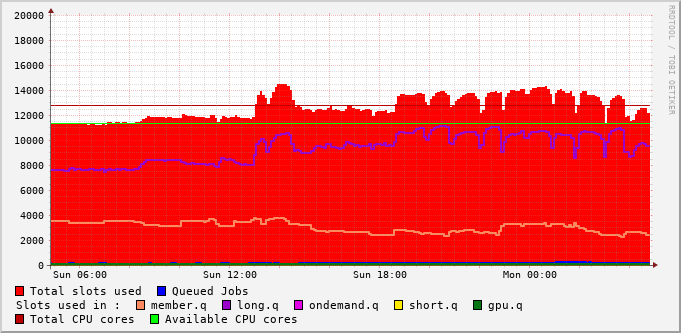 20000
18000
16000
14000
12000
10000
8000
6000
4000
2000
0
Sun 06:00 Sun 12:00 Sun 18:00 Mon 00:00
RRDTOOL / TOBI OETIKER
Total slots used Queued Jobs
Slots used in : member.q long.q ondemand.q short.q gpu.q
Total CPU cores Available CPU cores